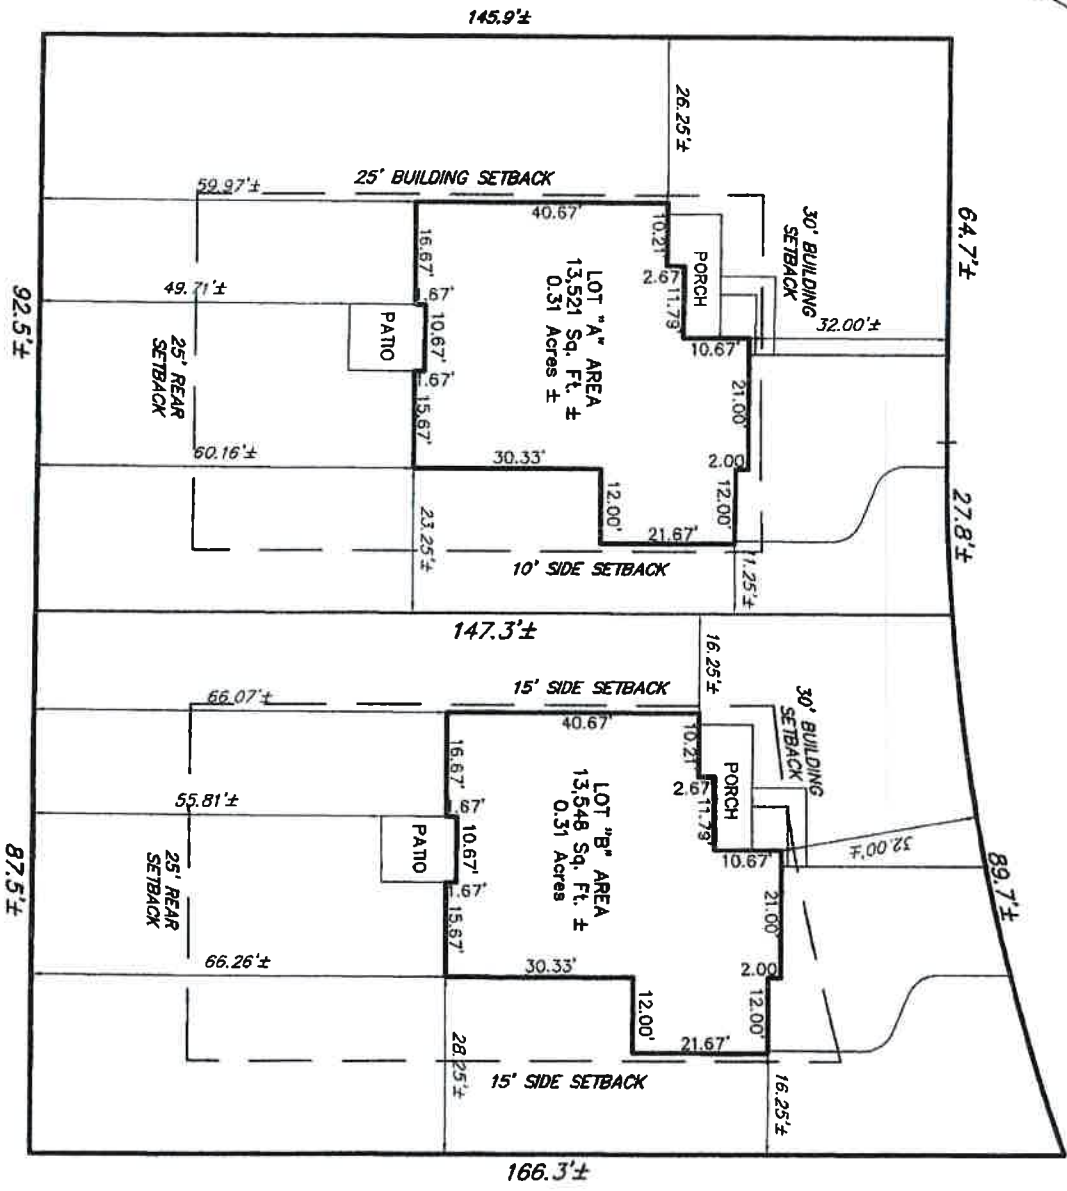 145.9'±
26.25'±
59.97'±
25' BUILDING SETBACK
40.67'
10.21'
30' BUILDING
SETBACK
64.7'±
16.67'
2.67'
PORCH
LOT "A" AREA
13,521 Sq. Ft. ±
0.31 Acres ±
11.79'
49.71'±
1.67'
10.67'
PATIO
1.67'
15.67'
10.67'
32.00'±
92.5'±
25' REAR
SETBACK
21.00'
60.16'±
30.33'
2.00'
12.00'
12.00'
27.8'±
23.25'±
21.67'
10' SIDE SETBACK
11.25'±
147.3'±
16.25'±
66.07'±
15' SIDE SETBACK
40.67'
10.21'
30' BUILDING
SETBACK
16.67'
2.67'
PORCH
LOT "B" AREA
13,548 Sq. Ft. ±
0.31 Acres
11.79'
55.81'±
1.67'
10.67'
PATIO
1.67'
15.67'
10.67'
32.00'±
89.7'±
87.5'±
25' REAR
SETBACK
21.00'
66.26'±
30.33'
2.00'
12.00'
12.00'
28.25'±
21.67'
15' SIDE SETBACK
16.25'±
166.3'±